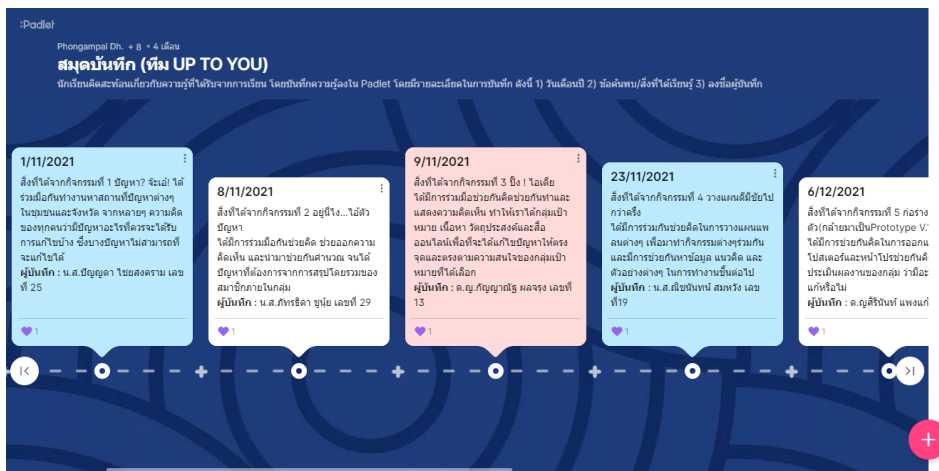 :Padlet
Phongampai Dh. + 8 • 4 เดือน
สมุดบันทึก (ทีม UP TO YOU)
นักเรียนคิดสะท้อนเกี่ยวกับความรู้ที่ได้รับจากการเรียน โดยบันทึกความรู้ลงใน Padlet โดยมีรายละเอียดในการบันทึก ดังนี้ 1) วันเดือนปี 2) ข้อค้นพบ/สิ่งที่ได้เรียนรู้ 3) ลงชื่อผู้บันทึก
1/11/2021
สิ่งที่ได้จากกิจกรรมที่ 1 ปัญหา? จ๊ะเอ๋! ได้
ร่วมมือกันทำงานหาสถานที่ปัญหาต่างๆ
ในชุมชนและจังหวัด จากหลายๆ ความคิด
ของทุกคนว่ามีปัญหาอะไรที่ควรจะได้รับ
การแก้ไขบ้าง ซึ่งบางปัญหาไม่สามารถที่
จะแก้ไขได้
ผู้บันทึก : น.ส.ปัญญดา ไชยสงคราม เลข
ที่ 25
1
8/11/2021
สิ่งที่ได้จากกิจกรรมที่ 2 อยู่นี่ไง...ไอ้ตัว
ปัญหา
ได้มีการร่วมมือกันช่วยคิด ช่วยออกความ
คิดเห็น และนำมาช่วยกันคำนวณ จนได้
ปัญหาที่ต้องการจากการสรุปโดยรวมของ
สมาชิกภายในกลุ่ม
ผู้บันทึก : น.ส.ภัทรธิดา ชูนุ้ย เลขที่ 29
1
9/11/2021
สิ่งที่ได้จากกิจกรรมที่ 3 ปิ๊ง ! ไอเดีย
ได้มีการร่วมมือช่วยกันคิดช่วยกันทำและ
แสดงความคิดเห็น ทำให้เราได้กลุ่มเป้า
หมาย เนื้อหา วัตถุประสงค์และสื่อ
ออนไลน์เพื่อที่จะได้แก้ไขปัญหาให้ตรง
จุดและตรงตามความสนใจของกลุ่มเป้า
หมายที่ได้เลือก
ผู้บันทึก : ด.ญ.กัญญาณัฐ ผลจรุง เลขที่
13
1
23/11/2021
สิ่งที่ได้จากกิจกรรมที่ 4 วางแผนดีมีชัยไป
กว่าครึ่ง
ได้มีการร่วมกันช่วยคิดในการวางแผนแพ
ลนต่างๆ เพื่อมาทำกิจกรรมต่างๆร่วมกัน
และมีการช่วยกันหาข้อมูล แนวคิด และ
ตัวอย่างต่างๆ ในการทำงานชิ้นต่อไป
ผู้บันทึก : น.ส.ณิชนันทน์ สมหวัง เลข
ที่19
1
6/12/2021
สิ่งที่ได้จากกิจกรรมที่ 5 ก่อร่าง
ตัว(กลายมาเป็นPrototype V.
ได้มีการช่วยกันคิดในการออกแ
โปสเตอร์และหน้าโปรช่วยกันคิ
ประเมินผลงานของกลุ่ม ว่ามีอะ
แก้หรือไม่
ผู้บันทึก : ด.ญศิรินันท์ แพงแก่
1